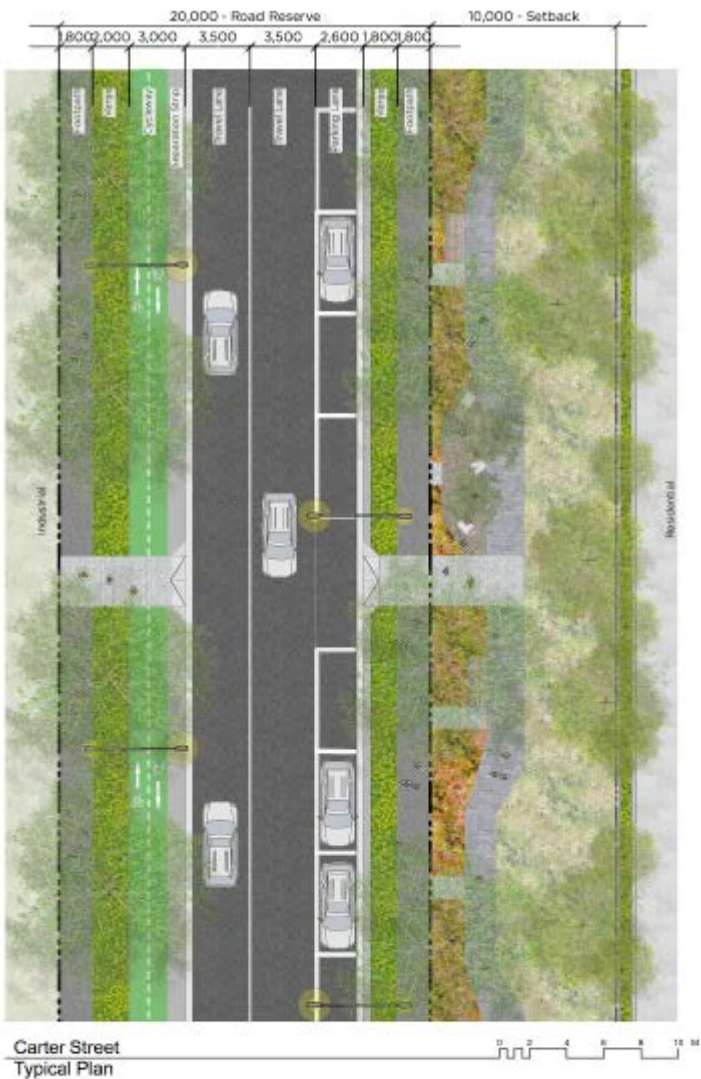 20,000 - Road Reserve
10,000 - Setback
1,800 2,000 3,000 3,500 3,500 2,600 1,800 1,800
Footpath
Verge
Cycleway
Separation Strip
Travel Lane
Travel Lane
Parking Lane
Verge
Footpath
Industrial
Residential
Carter Street
Typical Plan
0 2 4 6 8 10 M